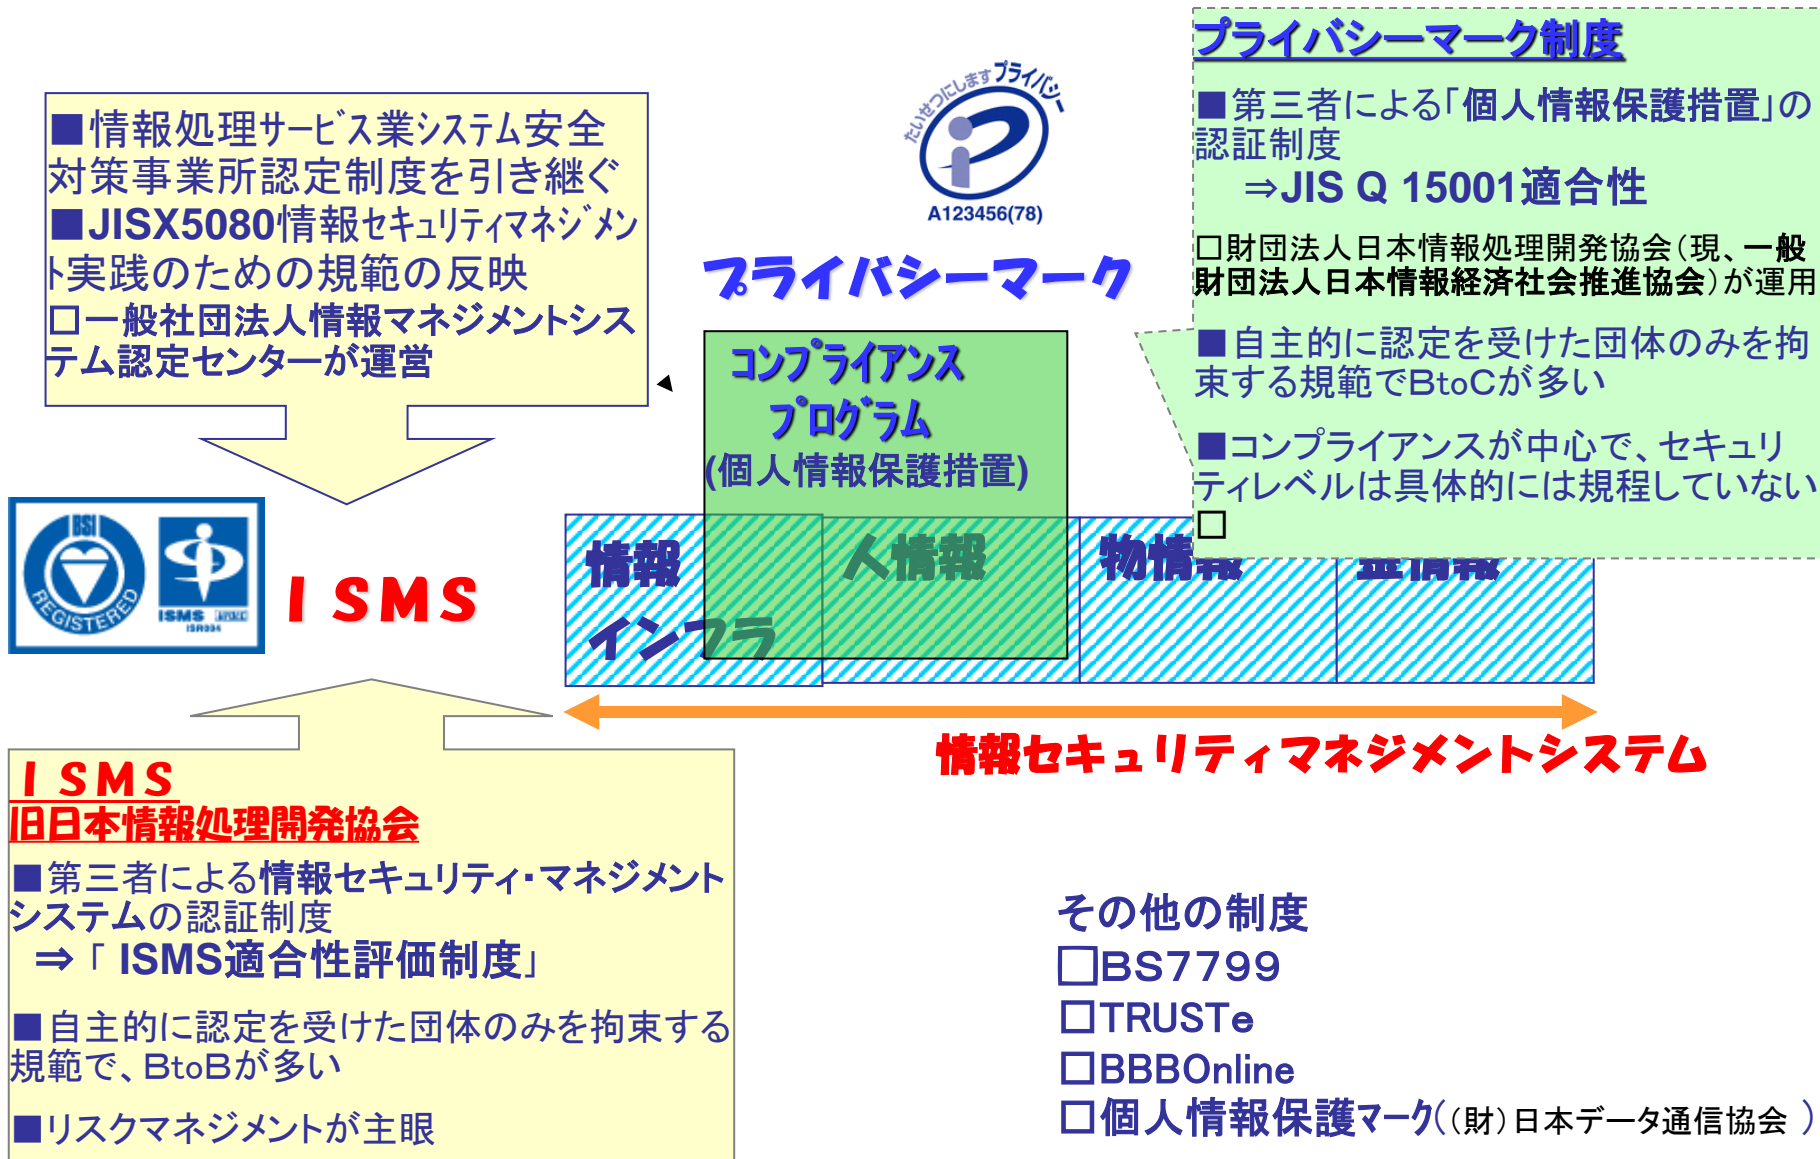 ■情報処理サービス業システム安全
対策事業所認定制度を引き継ぐ
■JISX5080情報セキュリティマネジメン
ト実践のための規範の反映
□一般社団法人情報マネジメントシス
テム認定センターが運営
たいせつにしますプライバシー
A123456(78)
プライバシーマーク
プライバシーマーク制度
■第三者による「個人情報保護措置」の
認証制度
⇒JIS Q 15001適合性
□財団法人日本情報処理開発協会(現、一般
財団法人日本情報経済社会推進協会)が運用
■自主的に認定を受けた団体のみを拘
束する規範でBtoCが多い
■コンプライアンスが中心で、セキュリ
ティレベルは具体的には規程していない
□
コンプライアンス
プログラム
(個人情報保護措置)
BSI
REGISTERED
ISMS
ISR004
ISMS
情報
インフラ
人情報
物情報
情報セキュリティマネジメントシステム
ISMS
旧日本情報処理開発協会
■第三者による情報セキュリティ・マネジメント
システムの認証制度
⇒「 ISMS適合性評価制度」
■自主的に認定を受けた団体のみを拘束する
規範で、BtoBが多い
■リスクマネジメントが主眼
その他の制度
□BS7799
□TRUSTe
□BBBOnline
□個人情報保護マーク((財)日本データ通信協会 )